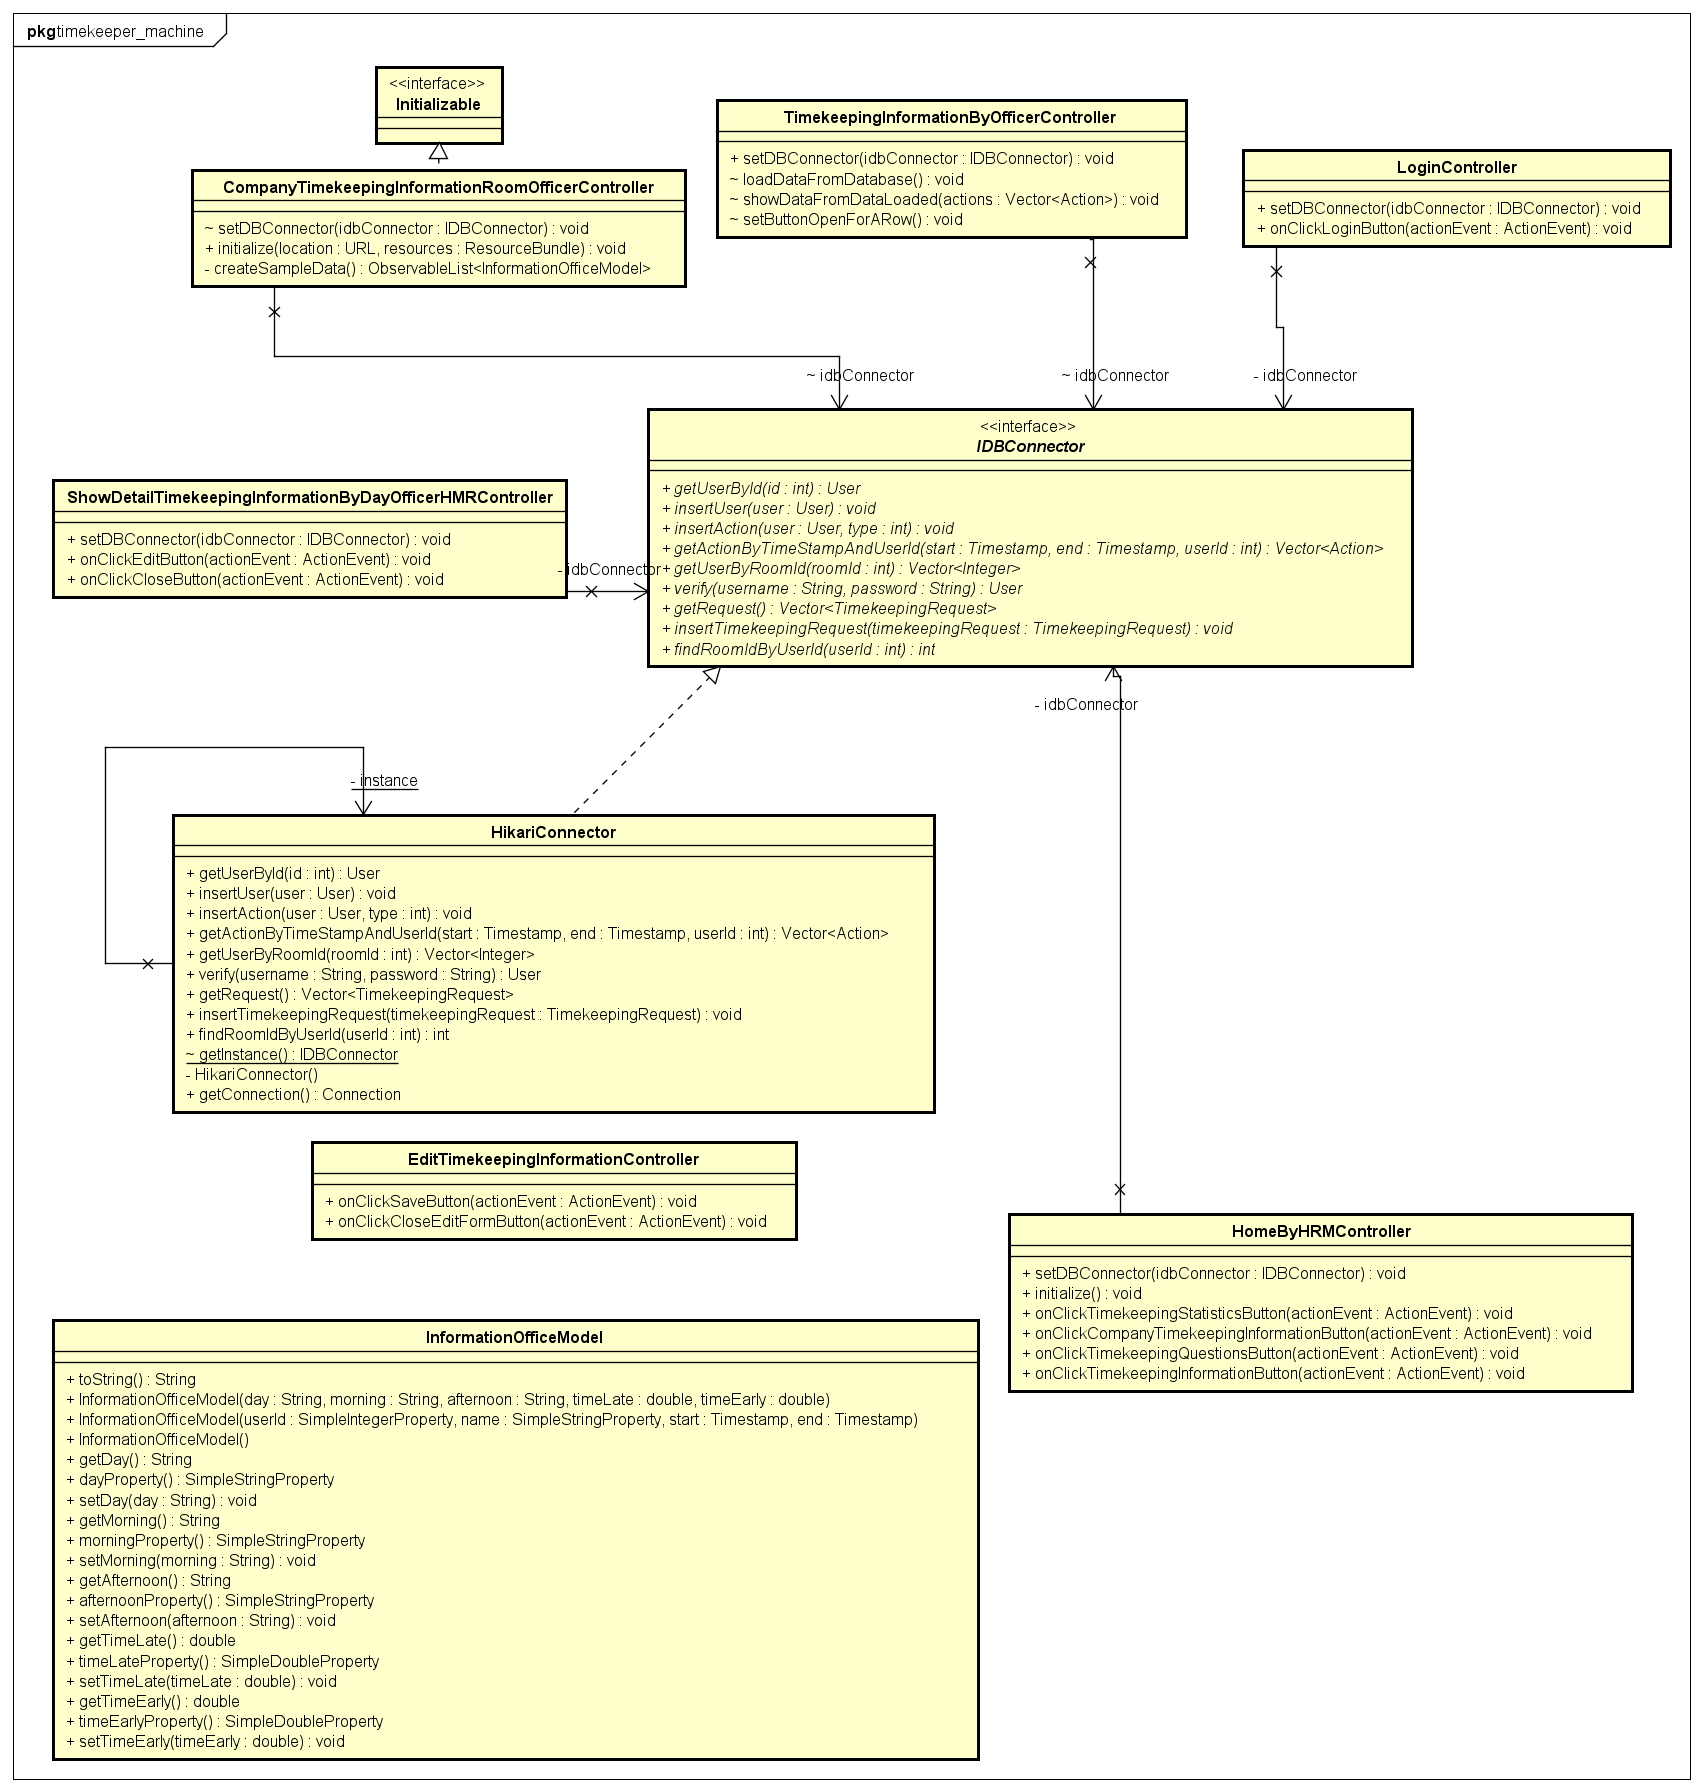 pkg timekeeper_machine
<<interface>>
Initializable
CompanyTimekeepingInformationRoomOfficerController
~ setDBConnector(idbConnector : IDBConnector) : void
+ initialize(location : URL, resources : ResourceBundle) : void
- createSampleData() : ObservableList<InformationOfficeModel>
TimekeepingInformationByOfficerController
+ setDBConnector(idbConnector : IDBConnector) : void
~ loadDataFromDatabase() : void
~ showDataFromDataLoaded(actions : Vector<Action>) : void
~ setButtonOpenForARow() : void
LoginController
+ setDBConnector(idbConnector : IDBConnector) : void
+ onClickLoginButton(actionEvent : ActionEvent) : void
~ idbConnector
~ idbConnector
- idbConnector
<<interface>>
IDBConnector
+ getUserById(id : int) : User
+ insertUser(user : User) : void
+ insertAction(user : User, type : int) : void
+ getActionByTimeStampAndUserId(start : Timestamp, end : Timestamp, userId : int) : Vector<Action>
+ getUserByRoomId(roomId : int) : Vector<Integer>
+ verify(username : String, password : String) : User
+ getRequest() : Vector<TimekeepingRequest>
+ insertTimekeepingRequest(timekeepingRequest : TimekeepingRequest) : void
+ findRoomIdByUserId(userId : int) : int
ShowDetailTimekeepingInformationByDayOfficerHMRController
+ setDBConnector(idbConnector : IDBConnector) : void
+ onClickEditButton(actionEvent : ActionEvent) : void
+ onClickCloseButton(actionEvent : ActionEvent) : void
- idbConnector
- idbConnector
- instance
HikariConnector
+ getUserById(id : int) : User
+ insertUser(user : User) : void
+ insertAction(user : User, type : int) : void
+ getActionByTimeStampAndUserId(start : Timestamp, end : Timestamp, userId : int) : Vector<Action>
+ getUserByRoomId(roomId : int) : Vector<Integer>
+ verify(username : String, password : String) : User
+ getRequest() : Vector<TimekeepingRequest>
+ insertTimekeepingRequest(timekeepingRequest : TimekeepingRequest) : void
+ findRoomIdByUserId(userId : int) : int
~ getInstance() : IDBConnector
- HikariConnector()
+ getConnection() : Connection
EditTimekeepingInformationController
+ onClickSaveButton(actionEvent : ActionEvent) : void
+ onClickCloseEditFormButton(actionEvent : ActionEvent) : void
HomeByHRMController
+ setDBConnector(idbConnector : IDBConnector) : void
+ initialize() : void
+ onClickTimekeepingStatisticsButton(actionEvent : ActionEvent) : void
+ onClickCompanyTimekeepingInformationButton(actionEvent : ActionEvent) : void
+ onClickTimekeepingQuestionsButton(actionEvent : ActionEvent) : void
+ onClickTimekeepingInformationButton(actionEvent : ActionEvent) : void
InformationOfficeModel
+ toString() : String
+ InformationOfficeModel(day : String, morning : String, afternoon : String, timeLate : double, timeEarly : double)
+ InformationOfficeModel(userId : SimpleIntegerProperty, name : SimpleStringProperty, start : Timestamp, end : Timestamp)
+ InformationOfficeModel()
+ getDay() : String
+ dayProperty() : SimpleStringProperty
+ setDay(day : String) : void
+ getMorning() : String
+ morningProperty() : SimpleStringProperty
+ setMorning(morning : String) : void
+ getAfternoon() : String
+ afternoonProperty() : SimpleStringProperty
+ setAfternoon(afternoon : String) : void
+ getTimeLate() : double
+ timeLateProperty() : SimpleDoubleProperty
+ setTimeLate(timeLate : double) : void
+ getTimeEarly() : double
+ timeEarlyProperty() : SimpleDoubleProperty
+ setTimeEarly(timeEarly : double) : void